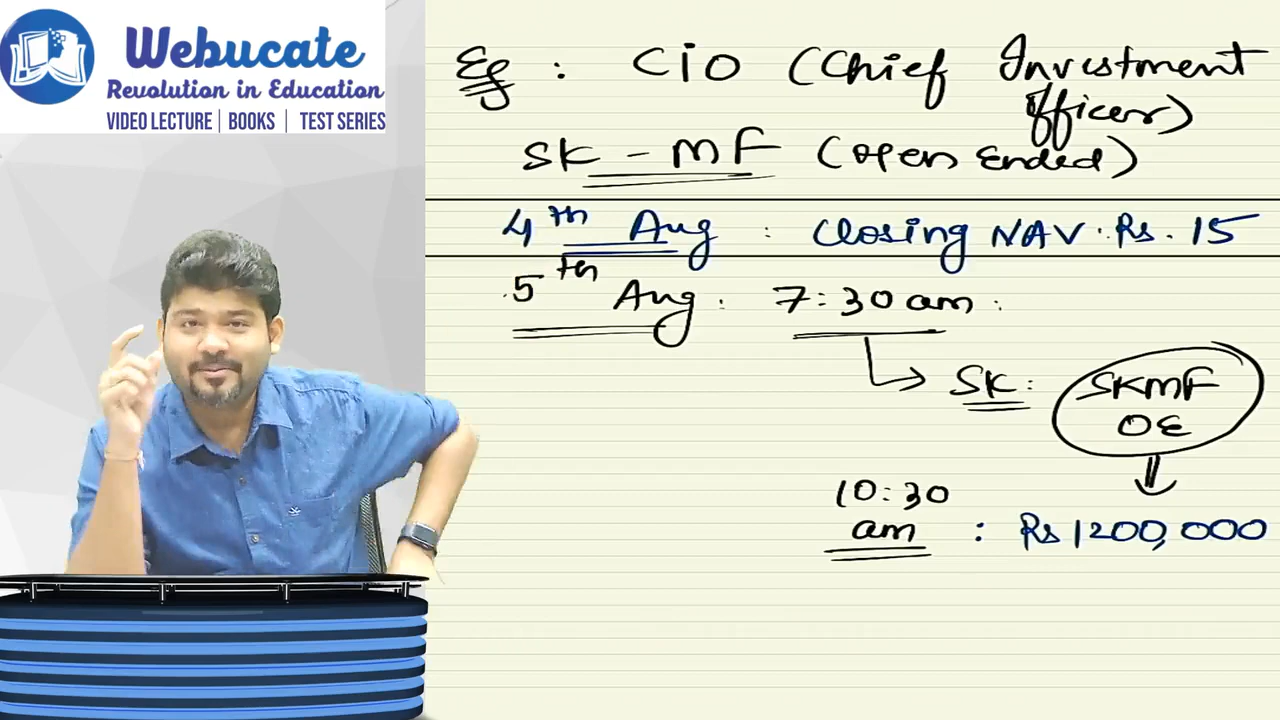 Webucate
Revolution in Education
VIDEO LECTURE | BOOKS | TEST SERIES
Eg : CiO (Chief Investment
officer)
SK - MF (open Ended)
4th Aug : Closing NAV. Rs. 15
5th Aug : 7:30 am :
SK : SKMF
OE
10:30
am : Rs 1200,000